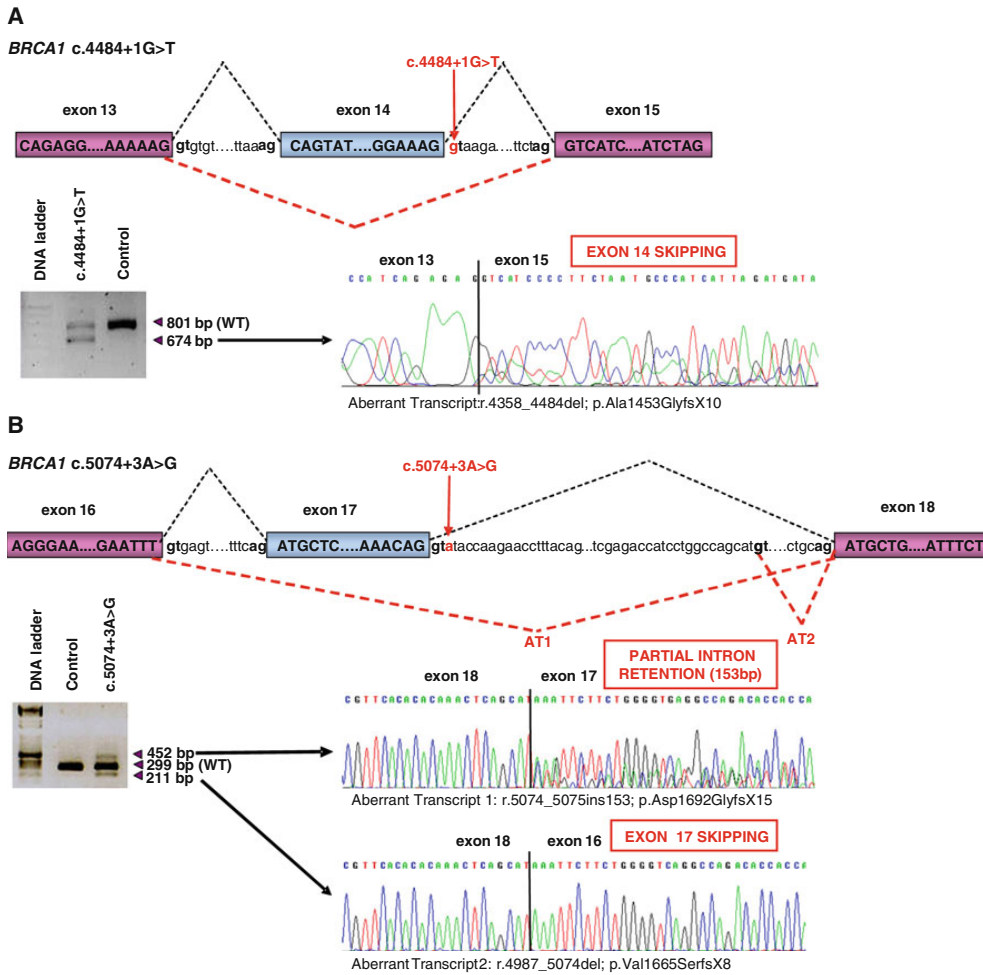 A
BRCA1 c.4484+1G>T
c.4484+1G>T
exon 13
exon 14
exon 15
CAGAGG....AAAAAG gtgtgt....ttaaag CAGTAT....GGAAAG gtaaga....ttctag GTCATC....ATCTAG
DNA ladder
c.4484+1G>T
Control
801 bp (WT)
674 bp
EXON 14 SKIPPING
exon 13
exon 15
CCATCAGAGAGGTCATCCCCTTCTAATGCCCATCATTAGATGATA
Aberrant Transcript:r.4358_4484del; p.Ala1453GlyfsX10
B
BRCA1 c.5074+3A>G
c.5074+3A>G
exon 16
exon 17
exon 18
AGGGAA....GAATTT gtgagt....tttcag ATGCTC....AAACAG gtataccaagaacctttacag...tcgagaccatcctggccagcatgt....ctgcag ATGCTG....ATTTCT
AT1
AT2
DNA ladder
Control
c.5074+3A>G
452 bp
299 bp (WT)
211 bp
PARTIAL INTRON
RETENTION (153bp)
exon 18
exon 17
CGTTCACACACAAACTCAGCATAAATTCTTCTGGGGTGAGGCCAGACACCACCA
Aberrant Transcript 1: r.5074_5075ins153; p.Asp1692GlyfsX15
EXON 17 SKIPPING
exon 18
exon 16
CGTTCACACACAAACTCAGCATAAATTCTTCTGGGGTCAGGCCAGACACCACCA
Aberrant Transcript2: r.4987_5074del; p.Val1665SerfsX8